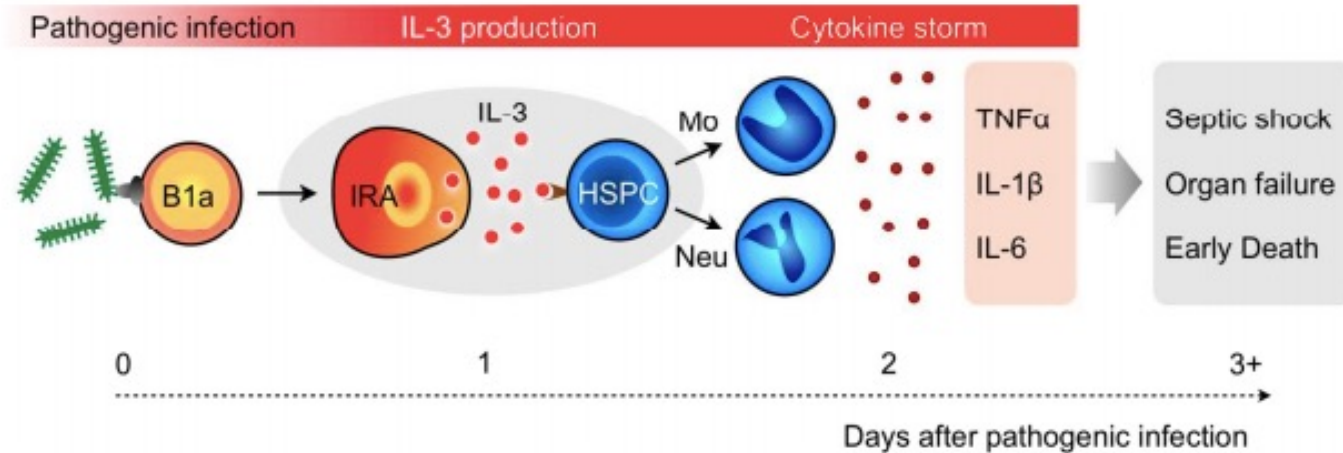 Pathogenic infection IL-3 production Cytokine storm
IL-3
B1a
IRA
HSPC
Mo
Neu
TNFα
IL-1β
IL-6
Septic shock
Organ failure
Early Death
0 1 2 3+
Days after pathogenic infection